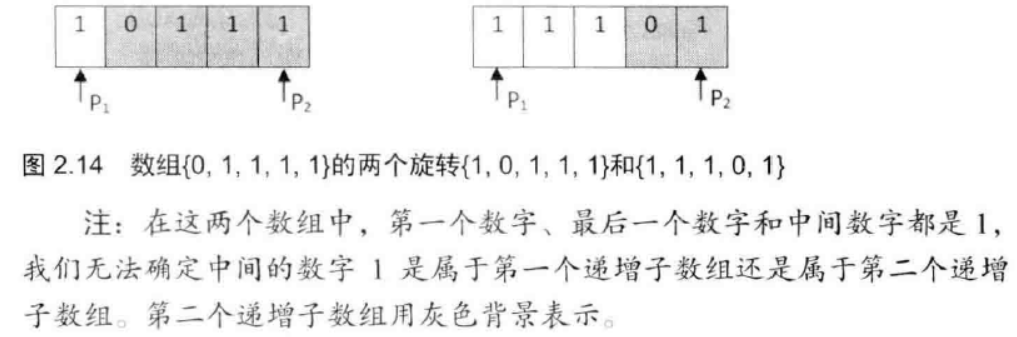 1 0 1 1 1 1 1 1 0 1
P₁ P₂ P₁ P₂
图 2.14 数组{0, 1, 1, 1, 1}的两个旋转{1, 0, 1, 1, 1}和{1, 1, 1, 0, 1}
注：在这两个数组中，第一个数字、最后一个数字和中间数字都是 1，
我们无法确定中间的数字 1 是属于第一个递增子数组还是属于第二个递增
子数组。第二个递增子数组用灰色背景表示。